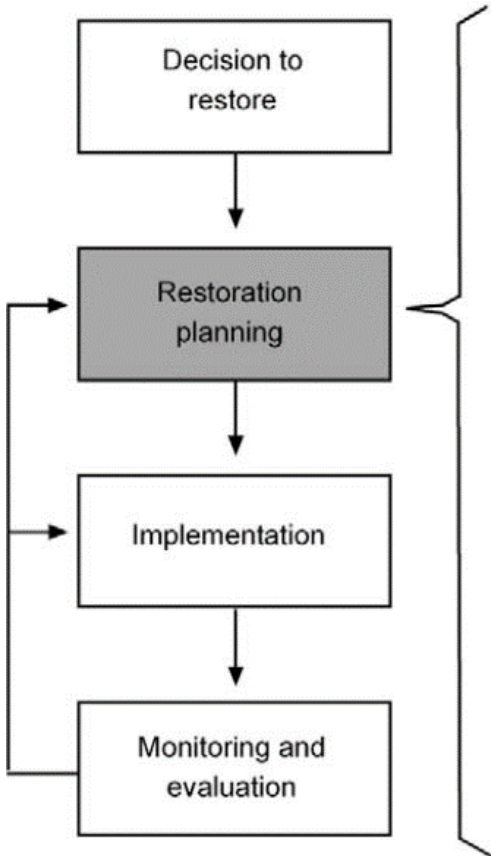 Decision to
restore
Restoration
planning
Implementation
Monitoring and
evaluation